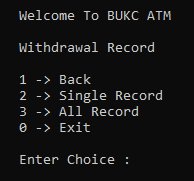 Welcome To BUKC ATM
Withdrawal Record
1 -> Back
2 -> Single Record
3 -> All Record
0 -> Exit
Enter Choice :